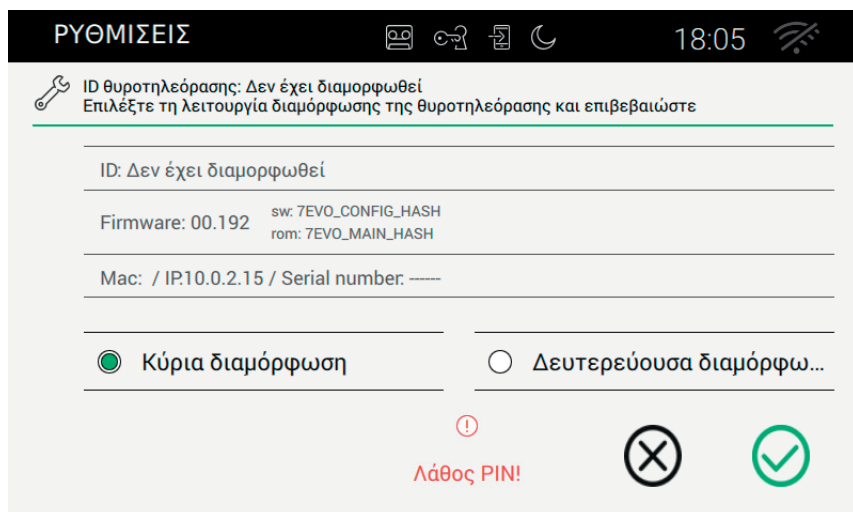 ΡΥΘΜΙΣΕΙΣ 18:05
ID θυροτηλεόρασης: Δεν έχει διαμορφωθεί
Επιλέξτε τη λειτουργία διαμόρφωσης της θυροτηλεόρασης και επιβεβαιώστε
ID: Δεν έχει διαμορφωθεί
Firmware: 00.192
sw: 7EVO_CONFIG_HASH
rom: 7EVO_MAIN_HASH
Mac: / IP:10.0.2.15 / Serial number: ------
Κύρια διαμόρφωση
Δευτερεύουσα διαμόρφω...
Λάθος PIN!